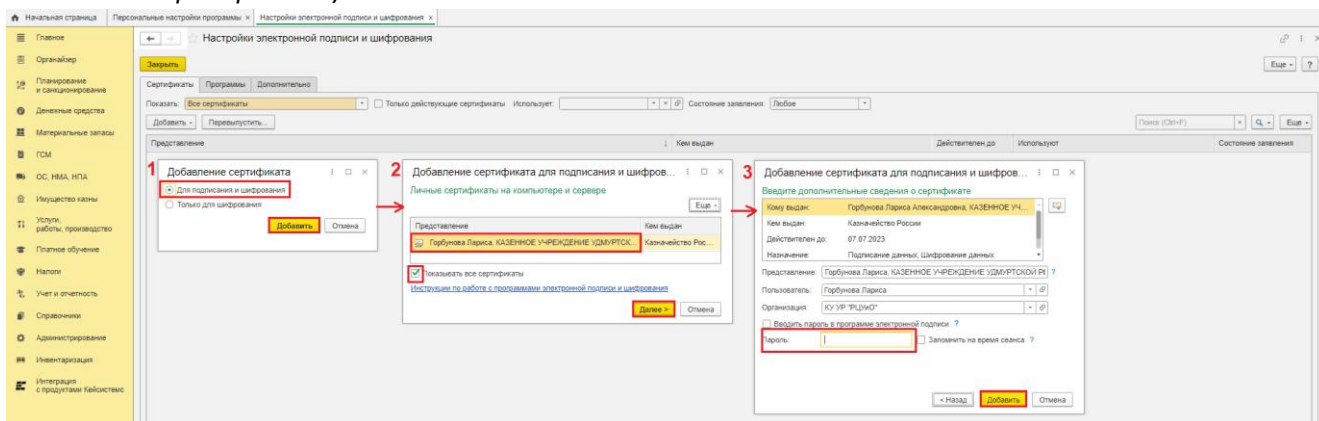 Начальная страница Персональные настройки программы × Настройки электронной подписи и шифрования ×
Главное
Органайзер
Планирование
и санкционирование
Денежные средства
Материальные запасы
ГСМ
ОС, НМА, НПА
Имущество казны
Услуги,
работы, производство
Платное обучение
Налоги
Учет и отчетность
Справочники
Администрирование
Инвентаризация
Интеграция
с продуктами Кейсистемс
Настройки электронной подписи и шифрования
Закрыть Еще ?
Сертификаты Программы Дополнительно
Показать: Все сертификаты Только действующие сертификаты Использует: Состояние заявления: Любое
Добавить Перевыпустить... Поиск (Ctrl+F) Еще
Представление Кем выдан Действителен до Используют Состояние заявления
1 Добавление сертификата
Для подписания и шифрования
Только для шифрования
Добавить Отмена
2 Добавление сертификата для подписания и шифров...
Личные сертификаты на компьютере и сервере
Еще
Представление Кем выдан
Горбунова Лариса, КАЗЕННОЕ УЧРЕЖДЕНИЕ УДМУРТСК... Казначейство Рос...
Показывать все сертификаты
Инструкции по работе с программами электронной подписи и шифрования
Далее > Отмена
3 Добавление сертификата для подписания и шифров...
Введите дополнительные сведения о сертификате
Кому выдан: Горбунова Лариса Александровна, КАЗЕННОЕ УЧ...
Кем выдан: Казначейство России
Действителен до: 07.07.2023
Назначение: Подписание данных, Шифрование данных
Представление: Горбунова Лариса, КАЗЕННОЕ УЧРЕЖДЕНИЕ УДМУРТСКОЙ РЕ ?
Пользователь: Горбунова Лариса
Организация: КУ УР "РЦУиО"
Вводить пароль в программе электронной подписи ?
Пароль: Запомнить на время сеанса ?
< Назад Добавить Отмена